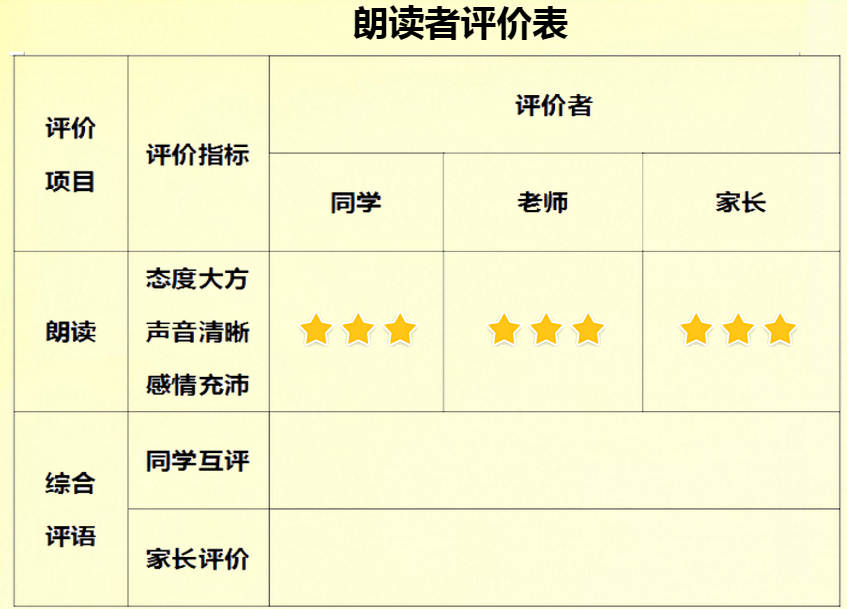 朗读者评价表
评价
项目
评价指标
评价者
同学
老师
家长
朗读
态度大方
声音清晰
感情充沛
综合
评语
同学互评
家长评价